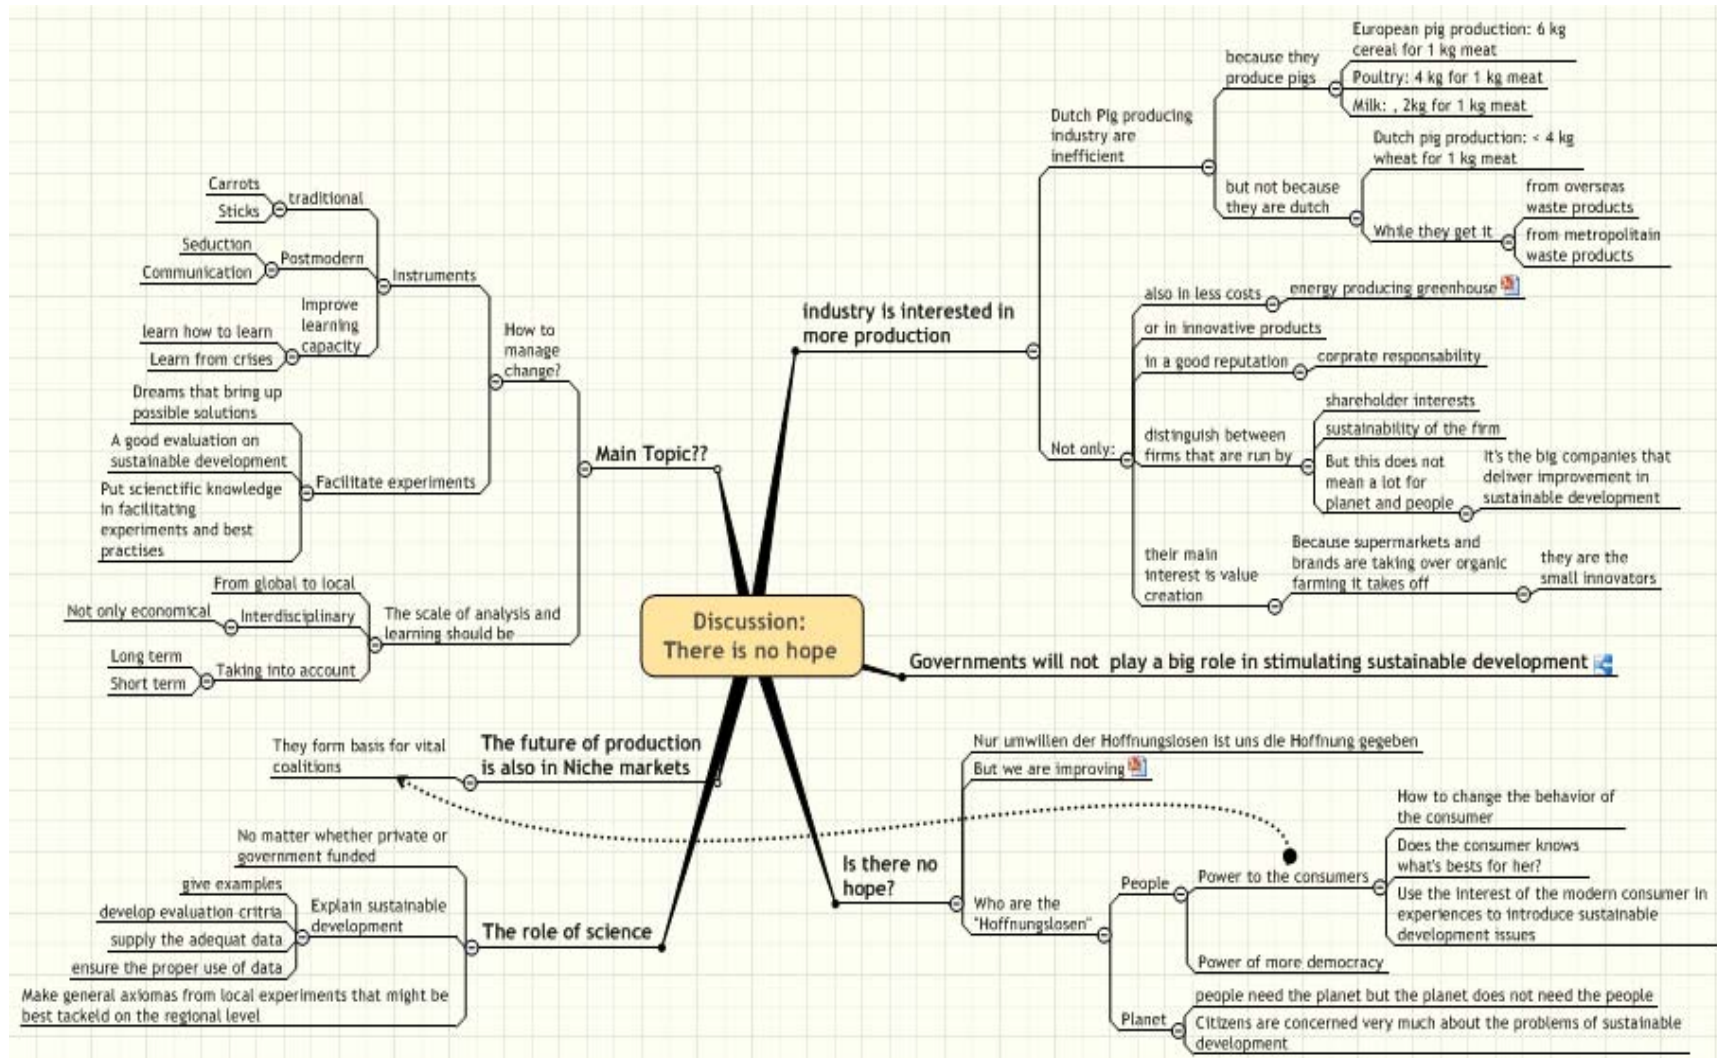 Discussion:
There is no hope
industry is interested in
more production
Dutch Pig producing
industry are
inefficient
because they
produce pigs
European pig production: 6 kg
cereal for 1 kg meat
Poultry: 4 kg for 1 kg meat
Milk: , 2kg for 1 kg meat
but not because
they are dutch
Dutch pig production: < 4 kg
wheat for 1 kg meat
While they get it
from overseas
waste products
from metropolitain
waste products
Not only:
also in less costs
energy producing greenhouse
or in innovative products
in a good reputation
corprate responsability
distinguish between
firms that are run by
shareholder interests
sustainability of the firm
But this does not
mean a lot for
planet and people
It's the big companies that
deliver improvement in
sustainable development
their main
interest is value
creation
Because supermarkets and
brands are taking over organic
farming it takes off
they are the
small innovators
Governments will not play a big role in stimulating sustainable development
Is there no
hope?
Nur umwillen der Hoffnungslosen ist uns die Hoffnung gegeben
But we are improving
Who are the
"Hoffnungslosen"
People
Power to the consumers
How to change the behavior of
the consumer
Does the consumer knows
what's bests for her?
Use the interest of the modern consumer in
experiences to introduce sustainable
development issues
Power of more democracy
Planet
people need the planet but the planet does not need the people
Citizens are concerned very much about the problems of sustainable
development
Main Topic??
How to
manage
change?
Instruments
traditional
Carrots
Sticks
Postmodern
Seduction
Communication
Improve
learning
capacity
learn how to learn
Learn from crises
Facilitate experiments
Dreams that bring up
possible solutions
A good evaluation on
sustainable development
Put scienctific knowledge
in facilitating
experiments and best
practises
The scale of analysis and
learning should be
From global to local
Interdisciplinary
Not only economical
Taking into account
Long term
Short term
The future of production
is also in Niche markets
They form basis for vital
coalitions
The role of science
No matter whether private or
government funded
Explain sustainable
development
give examples
develop evaluation critria
supply the adequat data
ensure the proper use of data
Make general axiomas from local experiments that might be
best tackeld on the regional level